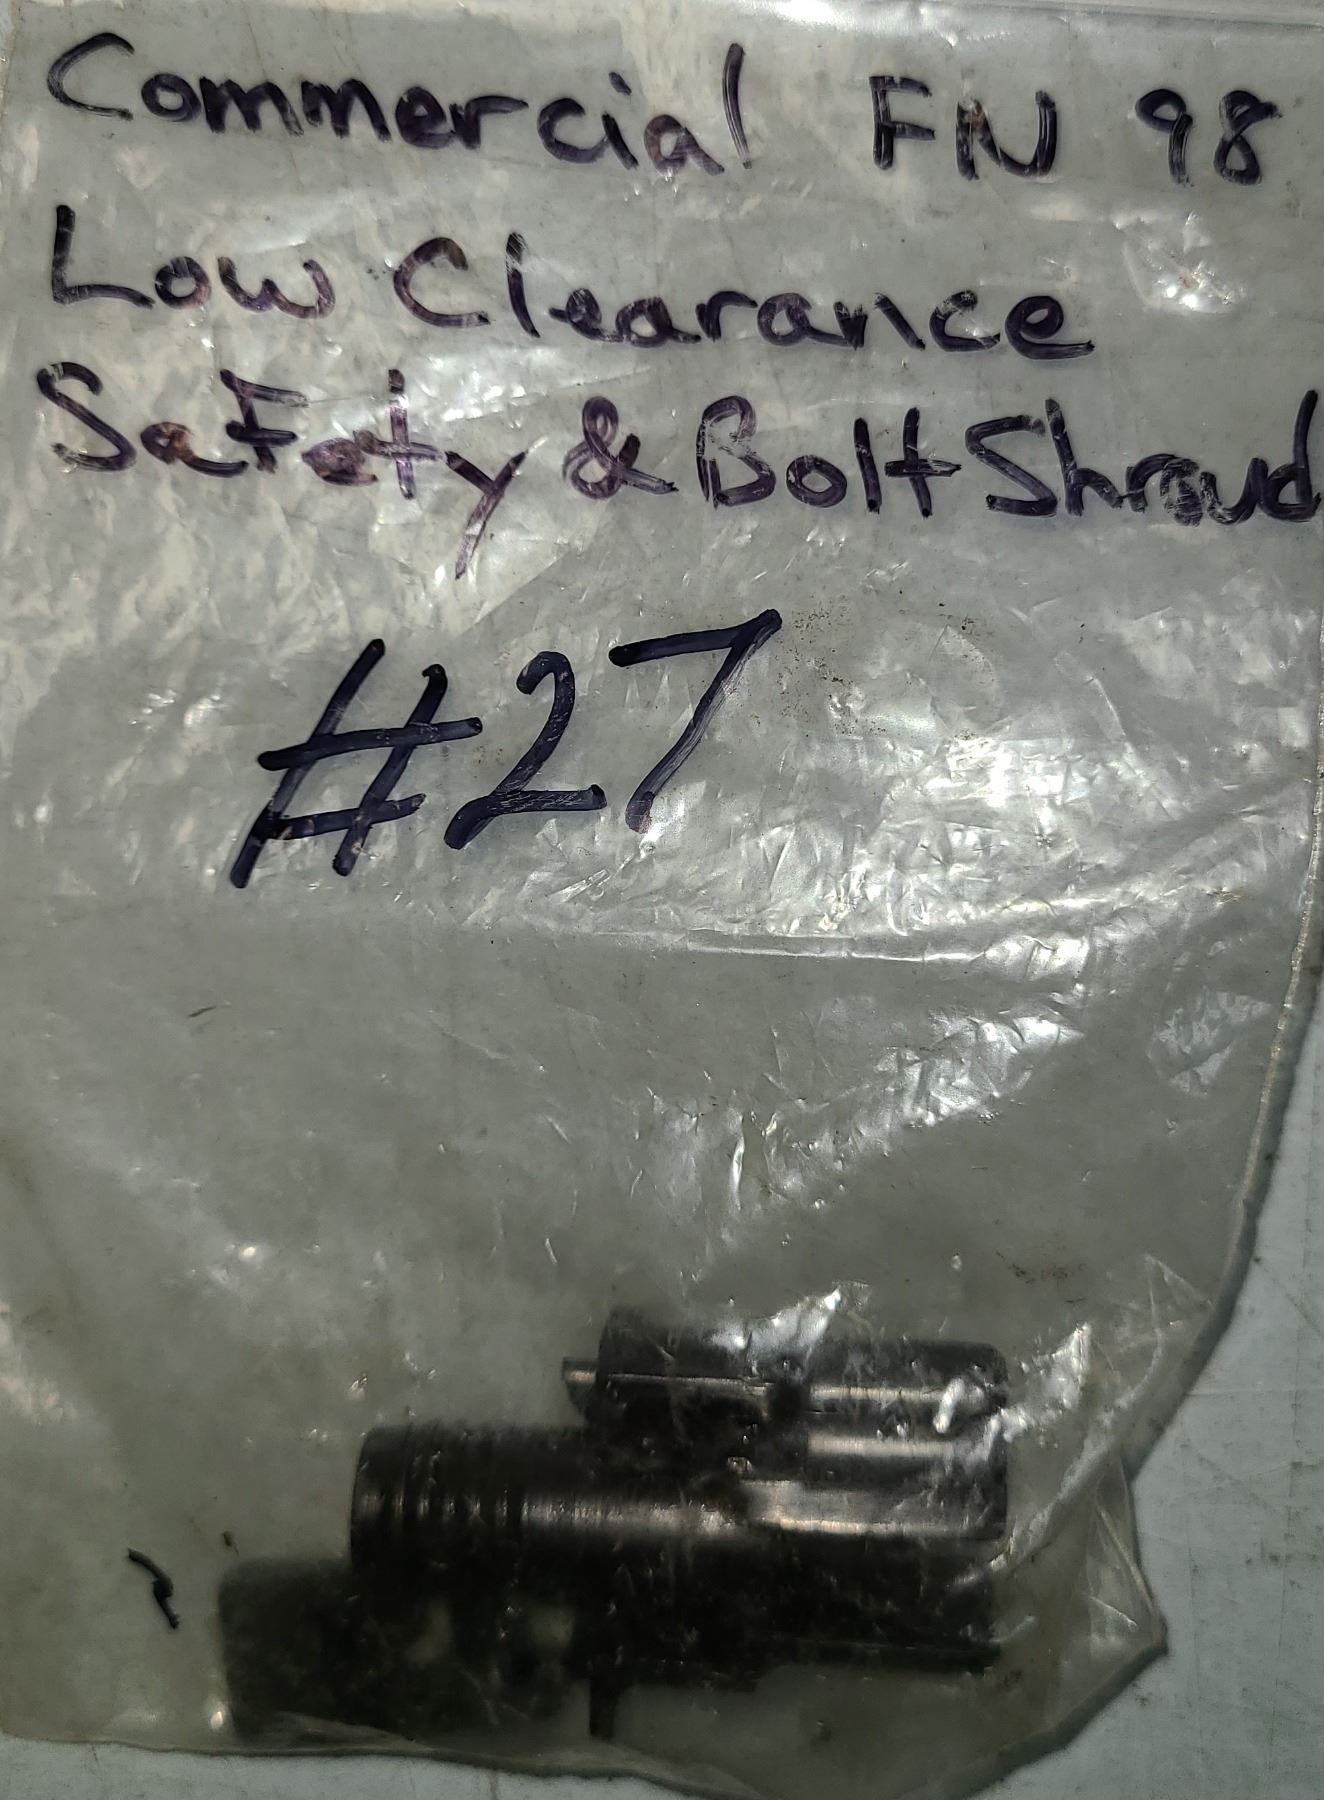 Commercial FN 98
Low Clearance
Safety & Bolt Shroud
#27